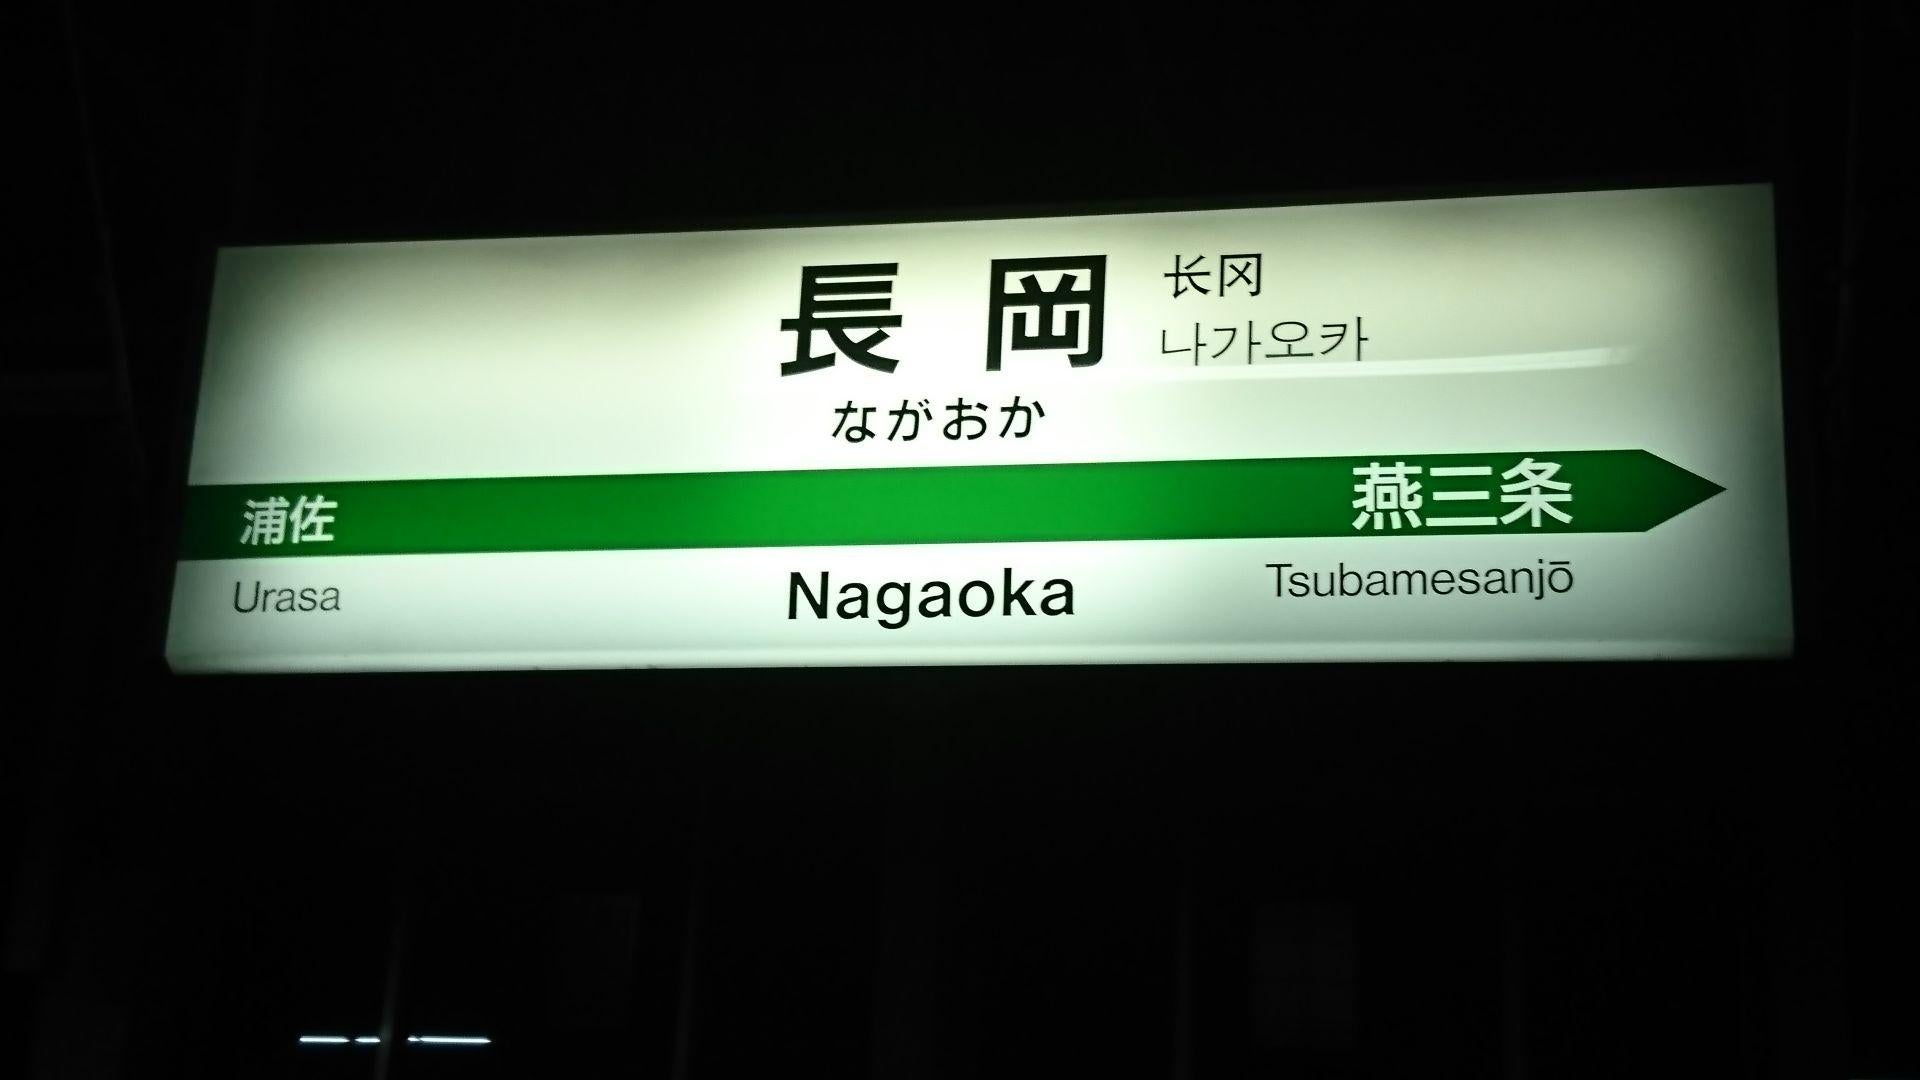 長岡
长冈
나가오카
ながおか
浦佐
燕三条
Urasa
Nagaoka
Tsubamesanjō